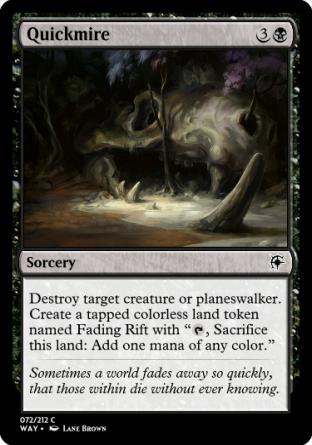 Quickmire 3
Sorcery
Destroy target creature or planeswalker.
Create a tapped colorless land token
named Fading Rift with “ , Sacrifice
this land: Add one mana of any color.”
Sometimes a world fades away so quickly,
that those within die without ever knowing.
072/212 C
WAY • Lane Brown